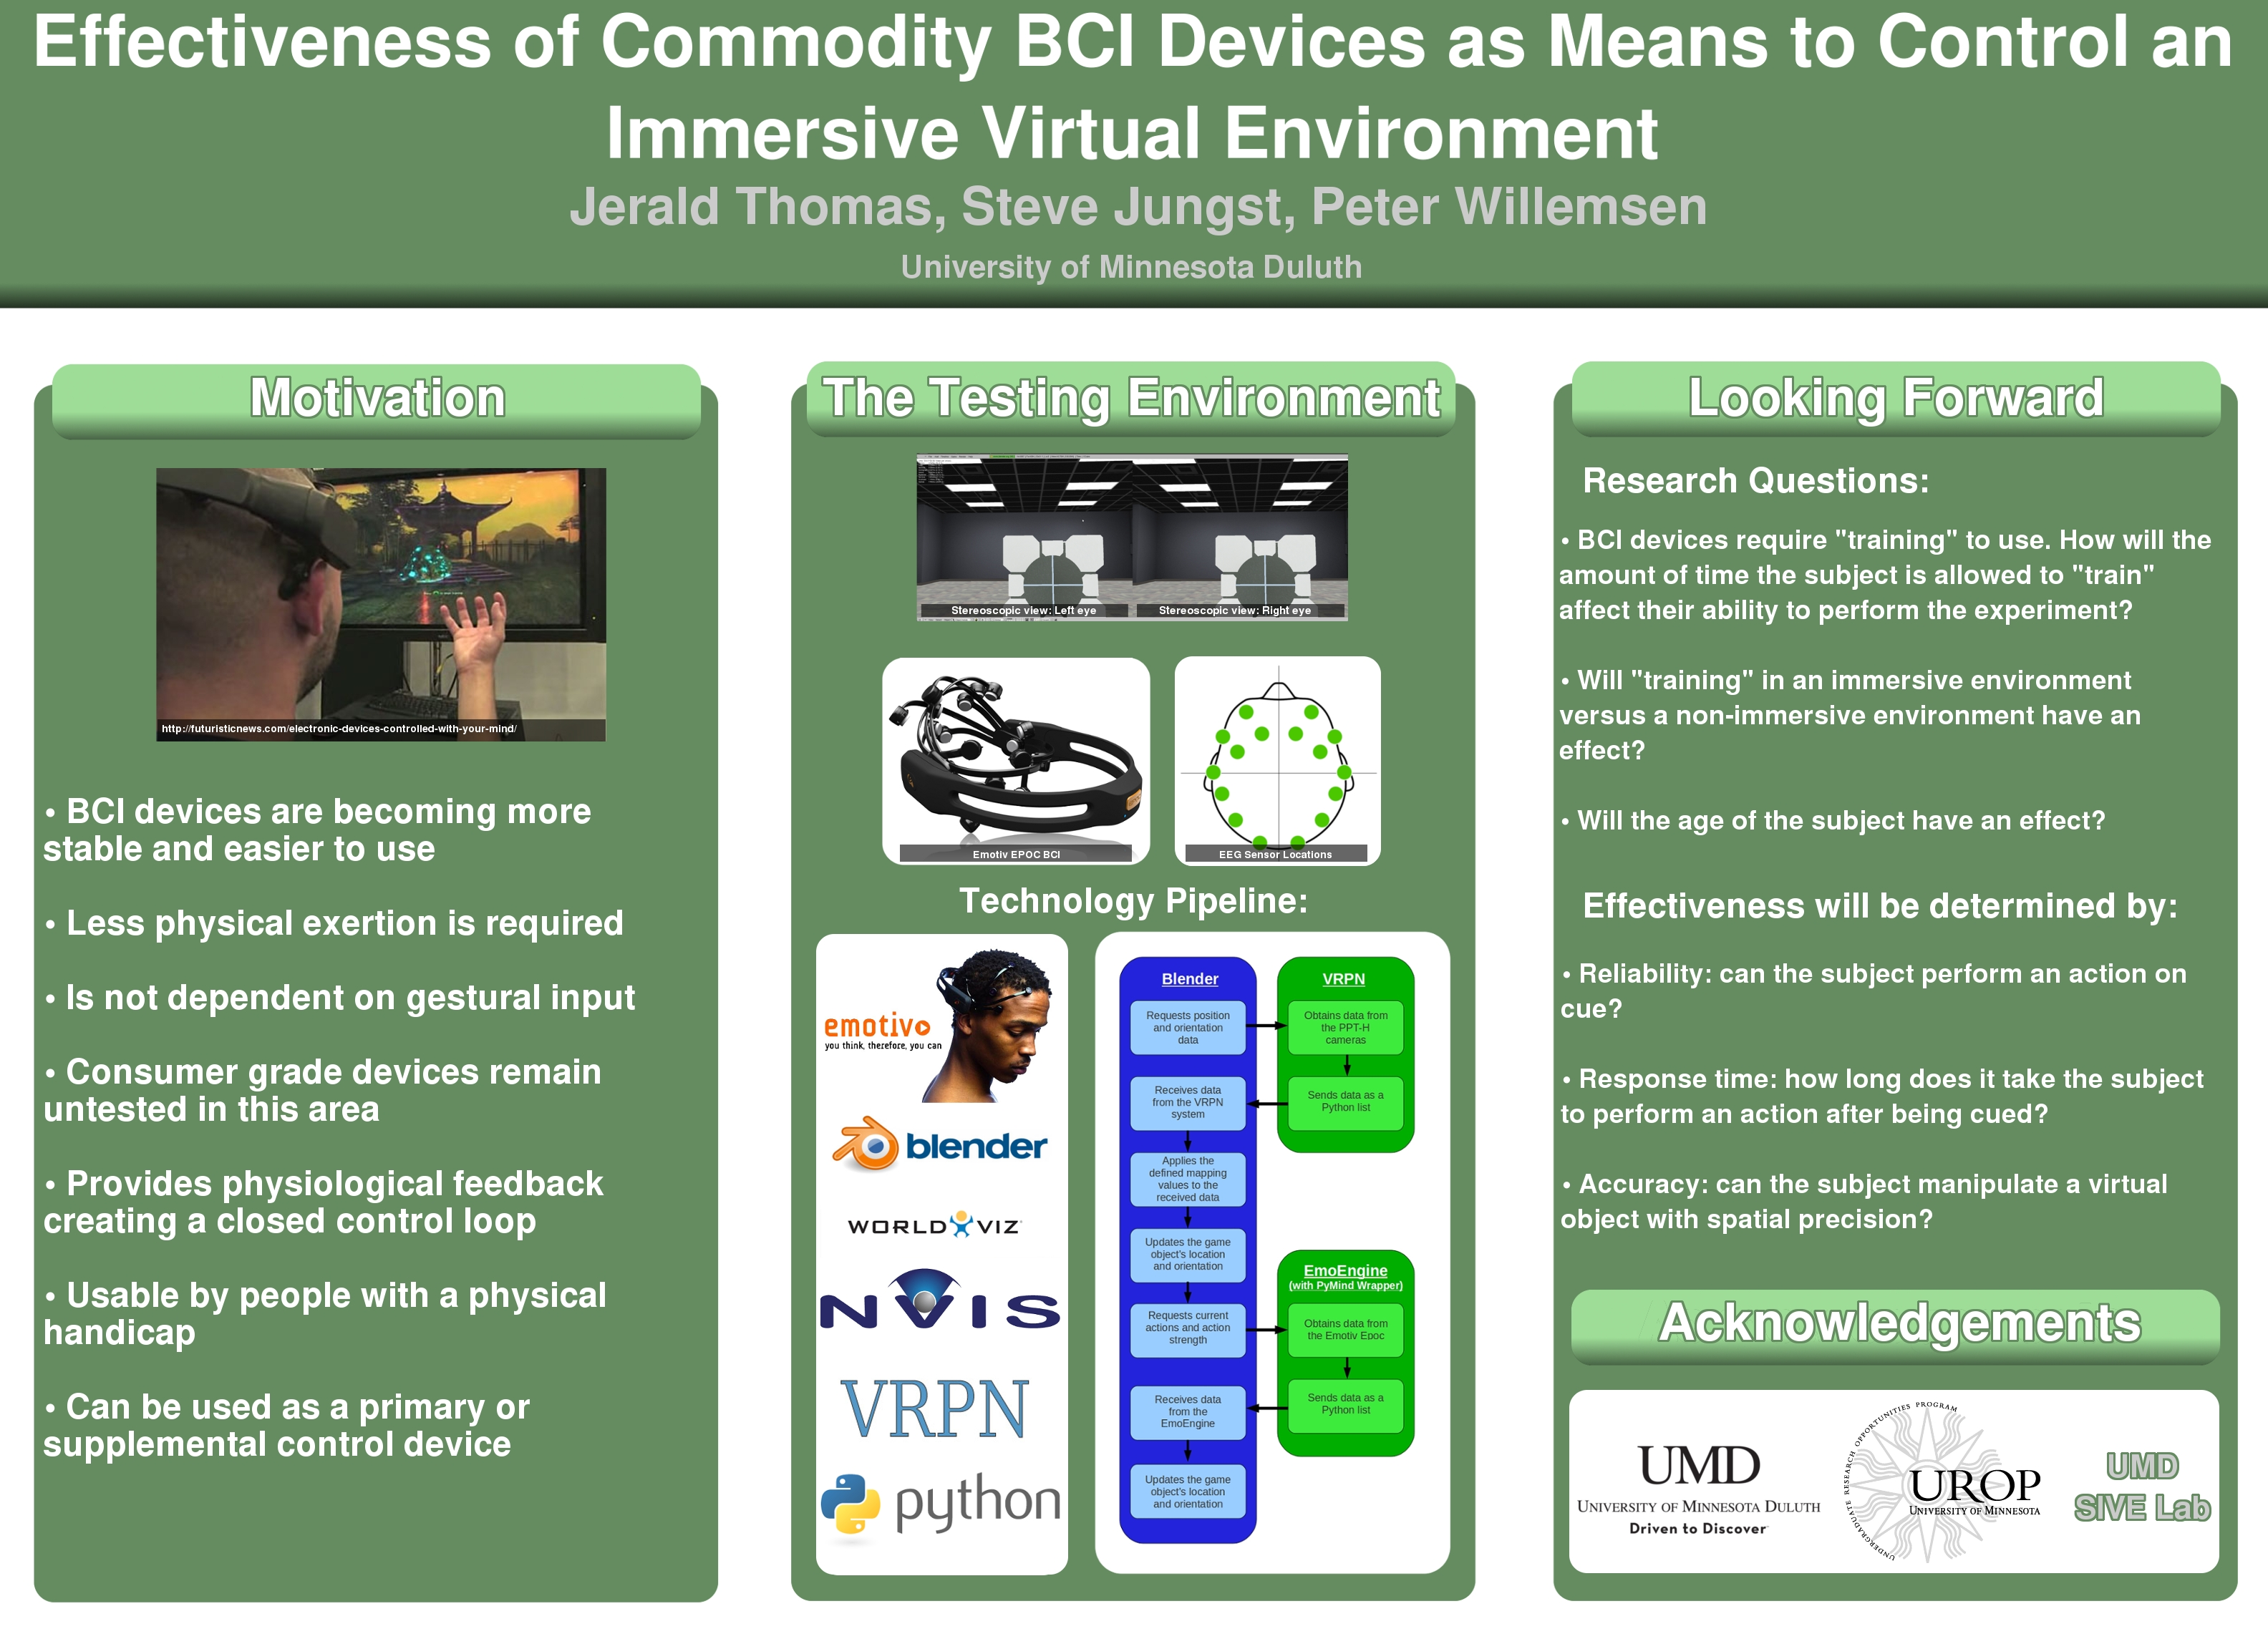 Effectiveness of Commodity BCI Devices as Means to Control an
Immersive Virtual Environment
Jerald Thomas, Steve Jungst, Peter Willemsen
University of Minnesota Duluth
Motivation
http://futuristicnews.com/electronic-devices-controlled-with-your-mind/
• BCI devices are becoming more
stable and easier to use
• Less physical exertion is required
• Is not dependent on gestural input
• Consumer grade devices remain
untested in this area
• Provides physiological feedback
creating a closed control loop
• Usable by people with a physical
handicap
• Can be used as a primary or
supplemental control device
The Testing Environment
Stereoscopic view: Left eye
Stereoscopic view: Right eye
Emotiv EPOC BCI
EEG Sensor Locations
Technology Pipeline:
emotiv
you think, therefore, you can
blender
WORLD VIZ
NVIS
VRPN
python
Blender
Requests position
and orientation
data
Receives data
from the VRPN
system
Applies the
defined mapping
values to the
received data
Updates the game
object's location
and orientation
Requests current
actions and action
strength
Receives data
from the
EmoEngine
Updates the game
object's location
and orientation
VRPN
Obtains data from
the PPT-H
cameras
Sends data as a
Python list
EmoEngine
(with PyMind Wrapper)
Obtains data from
the Emotiv Epoc
Sends data as a
Python list
Looking Forward
Research Questions:
• BCI devices require "training" to use. How will the
amount of time the subject is allowed to "train"
affect their ability to perform the experiment?
• Will "training" in an immersive environment
versus a non-immersive environment have an
effect?
• Will the age of the subject have an effect?
Effectiveness will be determined by:
• Reliability: can the subject perform an action on
cue?
• Response time: how long does it take the subject
to perform an action after being cued?
• Accuracy: can the subject manipulate a virtual
object with spatial precision?
Acknowledgements
UMD
UNIVERSITY OF MINNESOTA DULUTH
Driven to Discover
UNDERGRADUATE RESEARCH OPPORTUNITIES PROGRAM
UROP
UNIVERSITY OF MINNESOTA
UMD
SIVE Lab